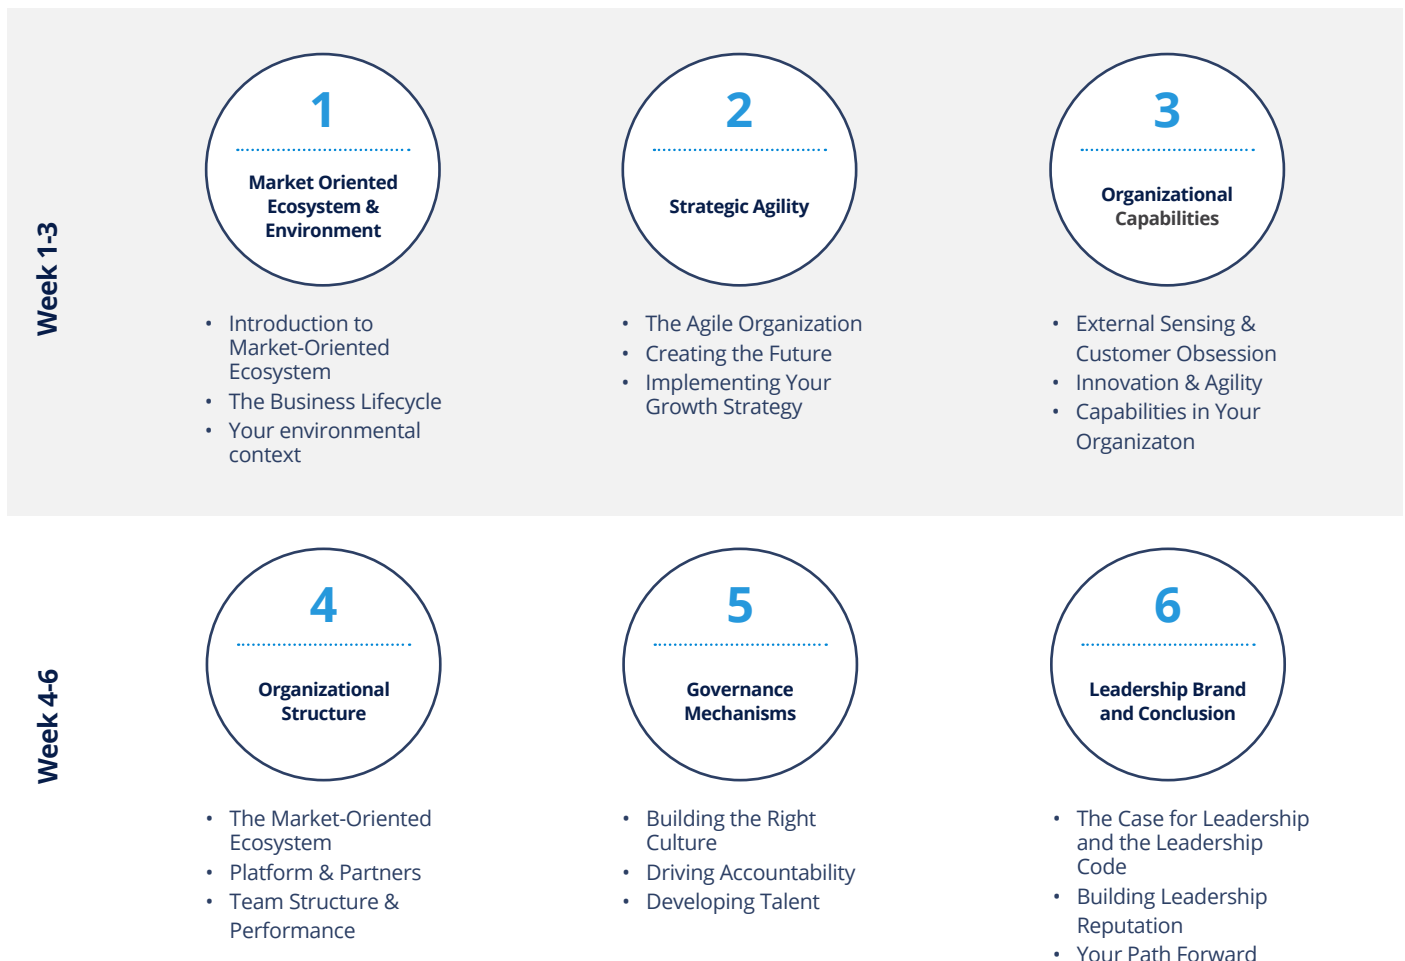 Week 1-3
1
Market Oriented
Ecosystem &
Environment
• Introduction to
Market-Oriented
Ecosystem
• The Business Lifecycle
• Your environmental
context
2
Strategic Agility
• The Agile Organization
• Creating the Future
• Implementing Your
Growth Strategy
3
Organizational
Capabilities
• External Sensing &
Customer Obsession
• Innovation & Agility
• Capabilities in Your
Organizaton
Week 4-6
4
Organizational
Structure
• The Market-Oriented
Ecosystem
• Platform & Partners
• Team Structure &
Performance
5
Governance
Mechanisms
• Building the Right
Culture
• Driving Accountability
• Developing Talent
6
Leadership Brand
and Conclusion
• The Case for Leadership
and the Leadership
Code
• Building Leadership
Reputation
• Your Path Forward